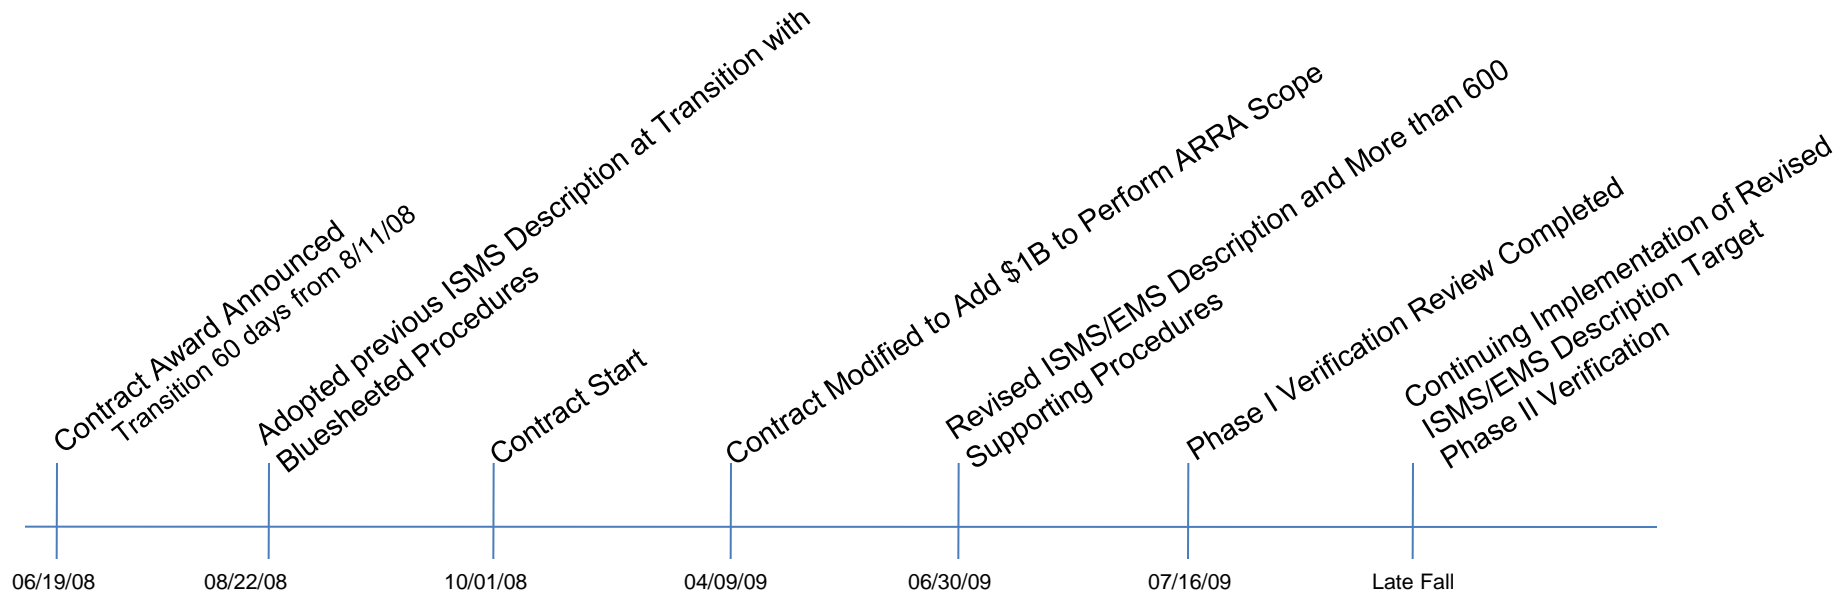 Contract Award Announced
Transition 60 days from 8/11/08
Adopted previous ISMS Description at Transition with
Bluesheeted Procedures
Contract Start
Contract Modified to Add $1B to Perform ARRA Scope
Revised ISMS/EMS Description and More than 600
Supporting Procedures
Phase I Verification Review Completed
Continuing Implementation of Revised
ISMS/EMS Description Target
Phase II Verification
06/19/08
08/22/08
10/01/08
04/09/09
06/30/09
07/16/09
Late Fall